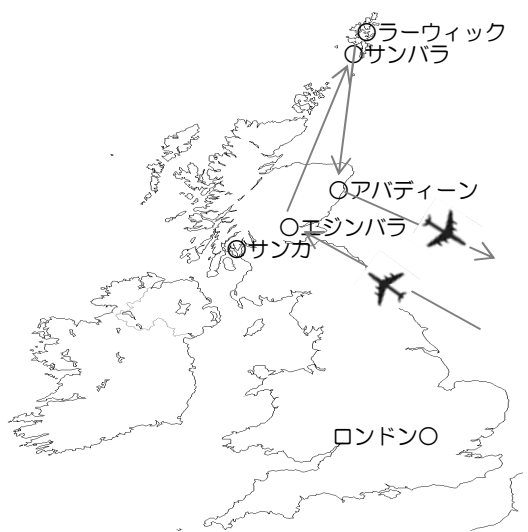 ラーウィック
サンバラ
アバディーン
エジンバラ
サンカ
ロンドン